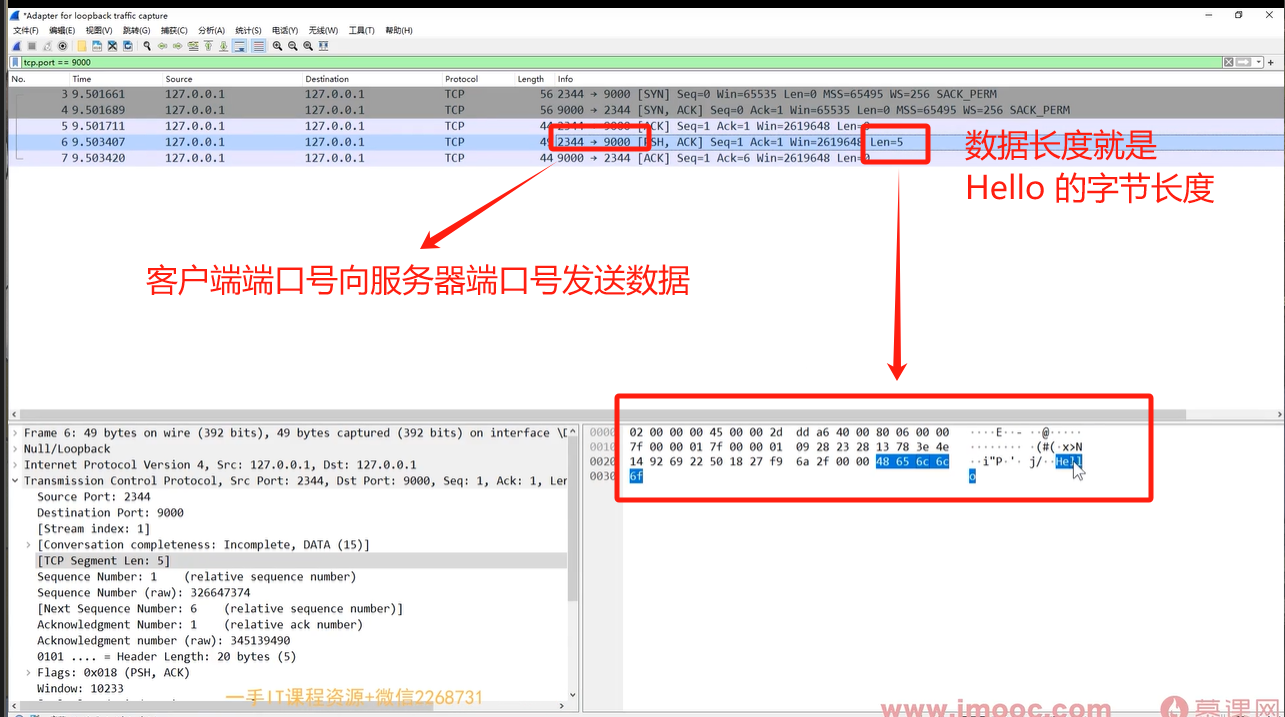 *Adapter for loopback traffic capture
文件(F) 编辑(E) 视图(V) 跳转(G) 捕获(C) 分析(A) 统计(S) 电话(Y) 无线(W) 工具(T) 帮助(H)
tcp.port == 9000
No. Time Source Destination Protocol Length Info
3 9.501661 127.0.0.1 127.0.0.1 TCP 56 2344 → 9000 [SYN] Seq=0 Win=65535 Len=0 MSS=65495 WS=256 SACK_PERM
4 9.501689 127.0.0.1 127.0.0.1 TCP 56 9000 → 2344 [SYN, ACK] Seq=0 Ack=1 Win=65535 Len=0 MSS=65495 WS=256 SACK_PERM
5 9.501711 127.0.0.1 127.0.0.1 TCP 44 2344 → 9000 [ACK] Seq=1 Ack=1 Win=2619648 Len=0
6 9.503407 127.0.0.1 127.0.0.1 TCP 49 2344 → 9000 [PSH, ACK] Seq=1 Ack=1 Win=2619648 Len=5
7 9.503420 127.0.0.1 127.0.0.1 TCP 44 9000 → 2344 [ACK] Seq=1 Ack=6 Win=2619648 Len=0
数据长度就是
Hello 的字节长度
客户端端口号向服务器端口号发送数据
Frame 6: 49 bytes on wire (392 bits), 49 bytes captured (392 bits) on interface \D
Null/Loopback
Internet Protocol Version 4, Src: 127.0.0.1, Dst: 127.0.0.1
Transmission Control Protocol, Src Port: 2344, Dst Port: 9000, Seq: 1, Ack: 1, Len
Source Port: 2344
Destination Port: 9000
[Stream index: 1]
[Conversation completeness: Incomplete, DATA (15)]
[TCP Segment Len: 5]
Sequence Number: 1 (relative sequence number)
Sequence Number (raw): 326647374
[Next Sequence Number: 6 (relative sequence number)]
Acknowledgment Number: 1 (relative ack number)
Acknowledgment number (raw): 345139490
0101 .... = Header Length: 20 bytes (5)
Flags: 0x018 (PSH, ACK)
Window: 10233
0000 02 00 00 00 45 00 00 2d dd a6 40 00 80 06 00 00 ····E··- ··@·····
0010 7f 00 00 01 7f 00 00 01 09 28 23 28 13 78 3e 4e ········ ·(#(·x>N
0020 14 92 69 22 50 18 27 f9 6a 2f 00 00 48 65 6c 6c ··i"P·'· j/··Hell
0030 6f o
一手IT课程资源+微信2268731
www.imooc.com 慕课网